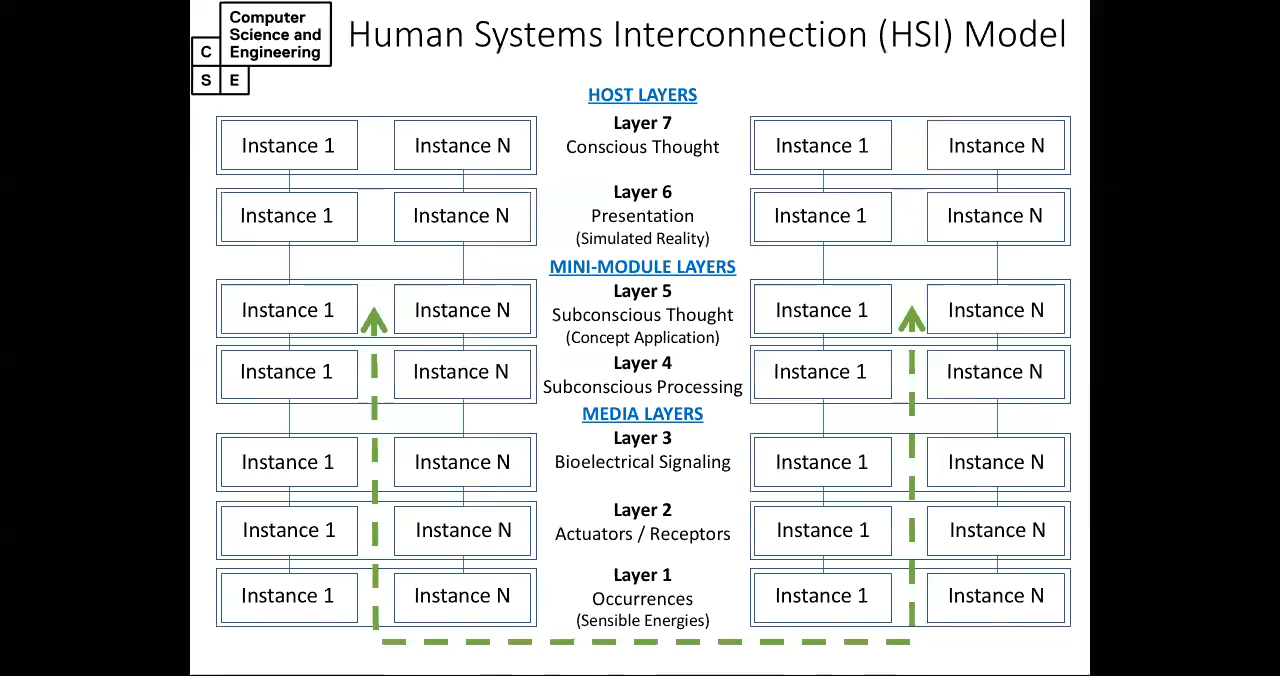 Computer
Science and
Engineering
C
S E
Human Systems Interconnection (HSI) Model
HOST LAYERS
Instance 1 Instance N Layer 7 Instance 1 Instance N
Conscious Thought
Instance 1 Instance N Layer 6 Instance 1 Instance N
Presentation
(Simulated Reality)
MINI-MODULE LAYERS
Instance 1 Instance N Layer 5 Instance 1 Instance N
Subconscious Thought
(Concept Application)
Instance 1 Instance N Layer 4 Instance 1 Instance N
Subconscious Processing
MEDIA LAYERS
Instance 1 Instance N Layer 3 Instance 1 Instance N
Bioelectrical Signaling
Instance 1 Instance N Layer 2 Instance 1 Instance N
Actuators / Receptors
Instance 1 Instance N Layer 1 Instance 1 Instance N
Occurrences
(Sensible Energies)